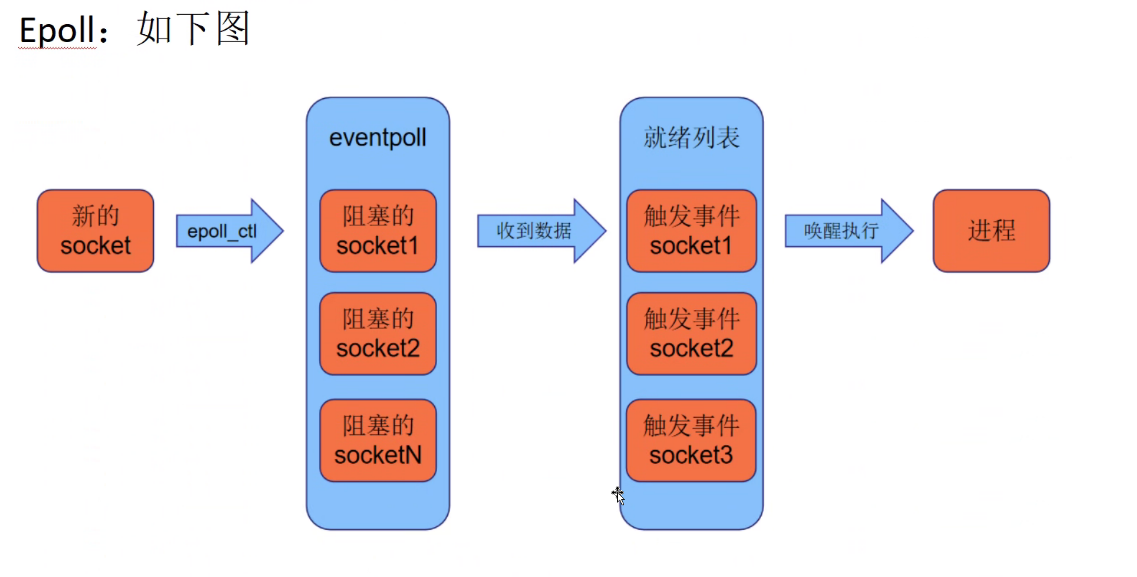 Epoll：如下图
eventpoll
就绪列表
新的
socket
epoll_ctl
阻塞的
socket1
收到数据
触发事件
socket1
唤醒执行
进程
阻塞的
socket2
触发事件
socket2
阻塞的
socketN
触发事件
socket3